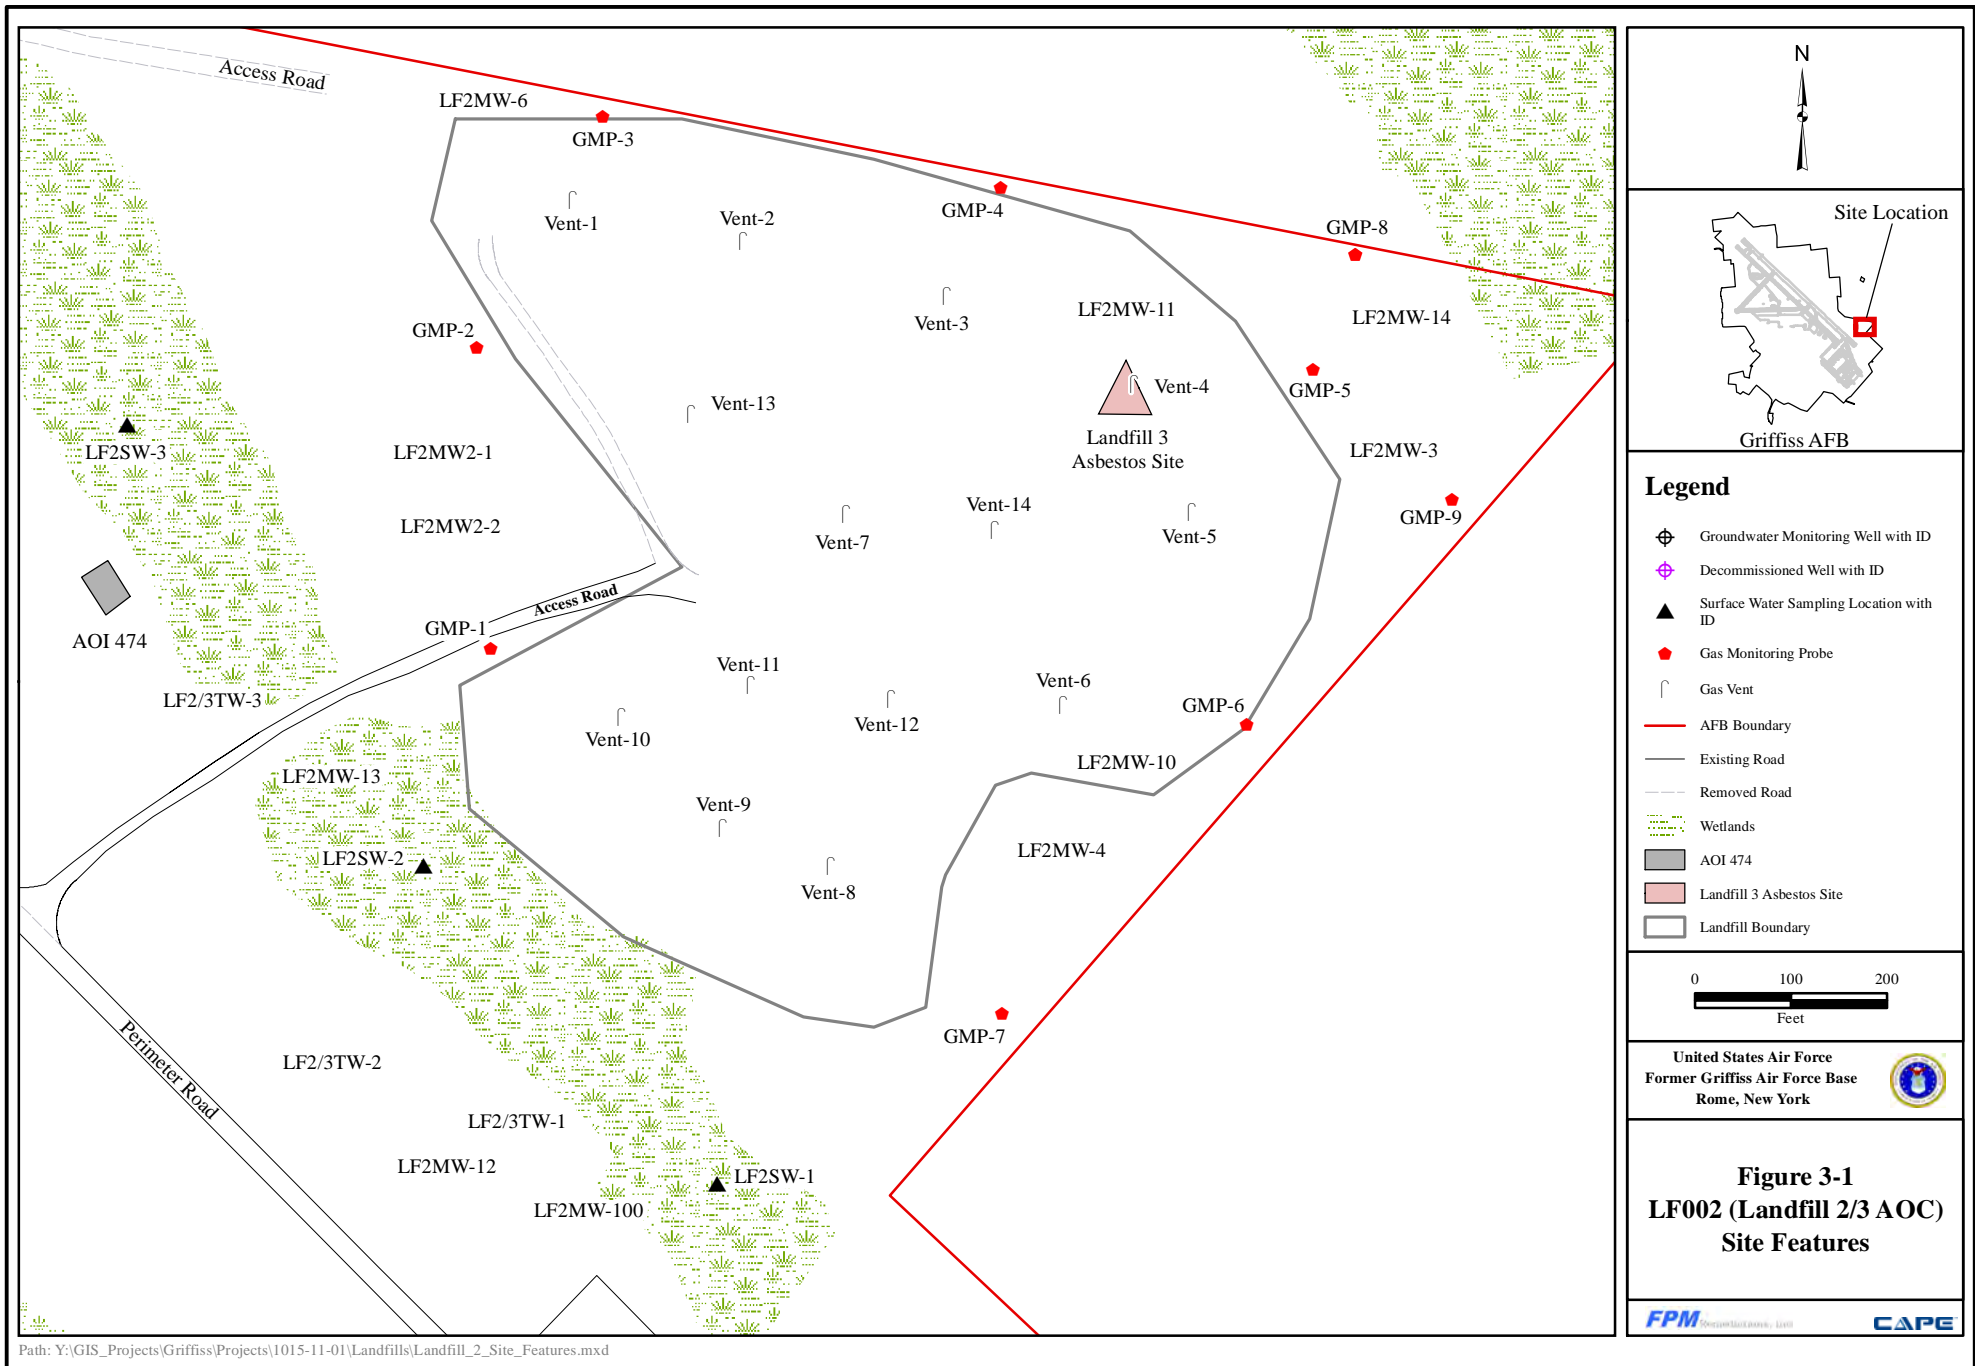 Access Road
LF2MW-6
GMP-3
Vent-1
Vent-2
GMP-4
GMP-8
Vent-3
LF2MW-11
LF2MW-14
GMP-2
Vent-13
Vent-4
GMP-5
Landfill 3
Asbestos Site
LF2SW-3
LF2MW2-1
LF2MW-3
LF2MW2-2
Vent-7
Vent-14
Vent-5
GMP-9
AOI 474
Access Road
GMP-1
LF2/3TW-3
Vent-11
Vent-6
GMP-6
Vent-10
Vent-12
LF2MW-10
LF2MW-13
Vent-9
LF2SW-2
Vent-8
LF2MW-4
GMP-7
Perimeter Road
LF2/3TW-2
LF2/3TW-1
LF2MW-12
LF2SW-1
LF2MW-100
N
Site Location
Griffiss AFB
Legend
Groundwater Monitoring Well with ID
Decommissioned Well with ID
Surface Water Sampling Location with
ID
Gas Monitoring Probe
Gas Vent
AFB Boundary
Existing Road
Removed Road
Wetlands
AOI 474
Landfill 3 Asbestos Site
Landfill Boundary
0 100 200
Feet
United States Air Force
Former Griffiss Air Force Base
Rome, New York
Figure 3-1
LF002 (Landfill 2/3 AOC)
Site Features
FPM
CAPE
Path: Y:\GIS_Projects\Griffiss\Projects\1015-11-01\Landfills\Landfill_2_Site_Features.mxd